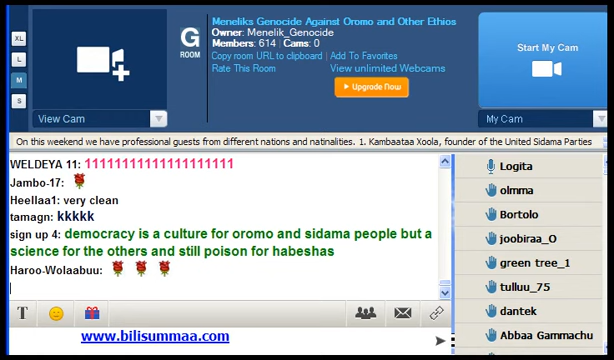 XL
L
M
S
View Cam
G
ROOM
Meneliks Genocide Against Oromo and Other Ethios
Owner: Menelik_Genocide
Members: 614 | Cams: 0
Copy room URL to clipboard | Add To Favorites
Rate This Room View unlimited Webcams
Upgrade Now
Start My Cam
My Cam
On this weekend we have professional guests from different nations and natinalities. 1. Kambaataa Xoola, founder of the United Sidama Parties
WELDEYA 11: 11111111111111111111111
Jambo-17:
Heellaa1: very clean
tamagn: kkkkk
sign up 4: democracy is a culture for oromo and sidama people but a
science for the others and still poison for habeshas
Haroo-Wolaabuu:
T
www.bilisummaa.com
Logita
olmma
Bortolo
joobiraa_O
green tree_1
tulluu_75
dantek
Abbaa Gammachu